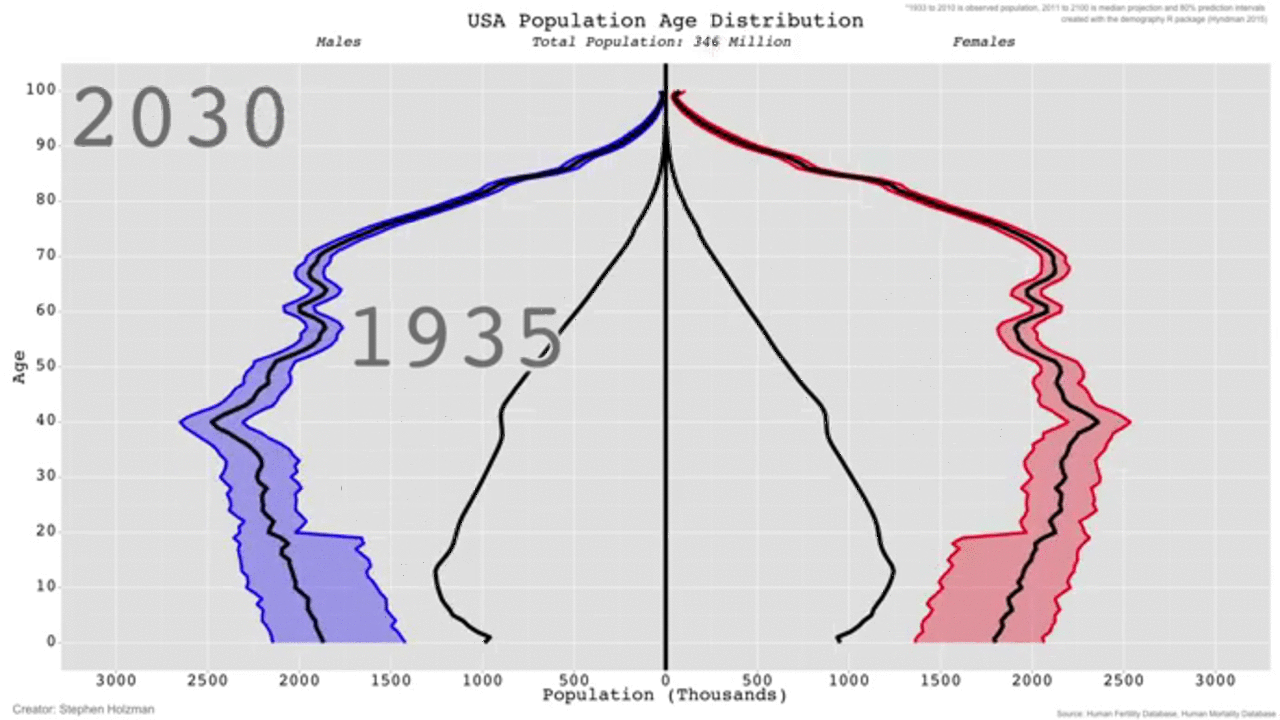 USA Population Age Distribution
*1933 to 2010 is observed population, 2011 to 2100 is median projection and 80% prediction intervals
created with the demography R package (Hyndman 2015)
Males
Total Population: 346 Million
Females
2030
1935
Age
100
90
80
70
60
50
40
30
20
10
0
3000 2500 2000 1500 1000 500 0 500 1000 1500 2000 2500 3000
Population (Thousands)
Creator: Stephen Holzman
Source: Human Fertility Database, Human Mortality Database